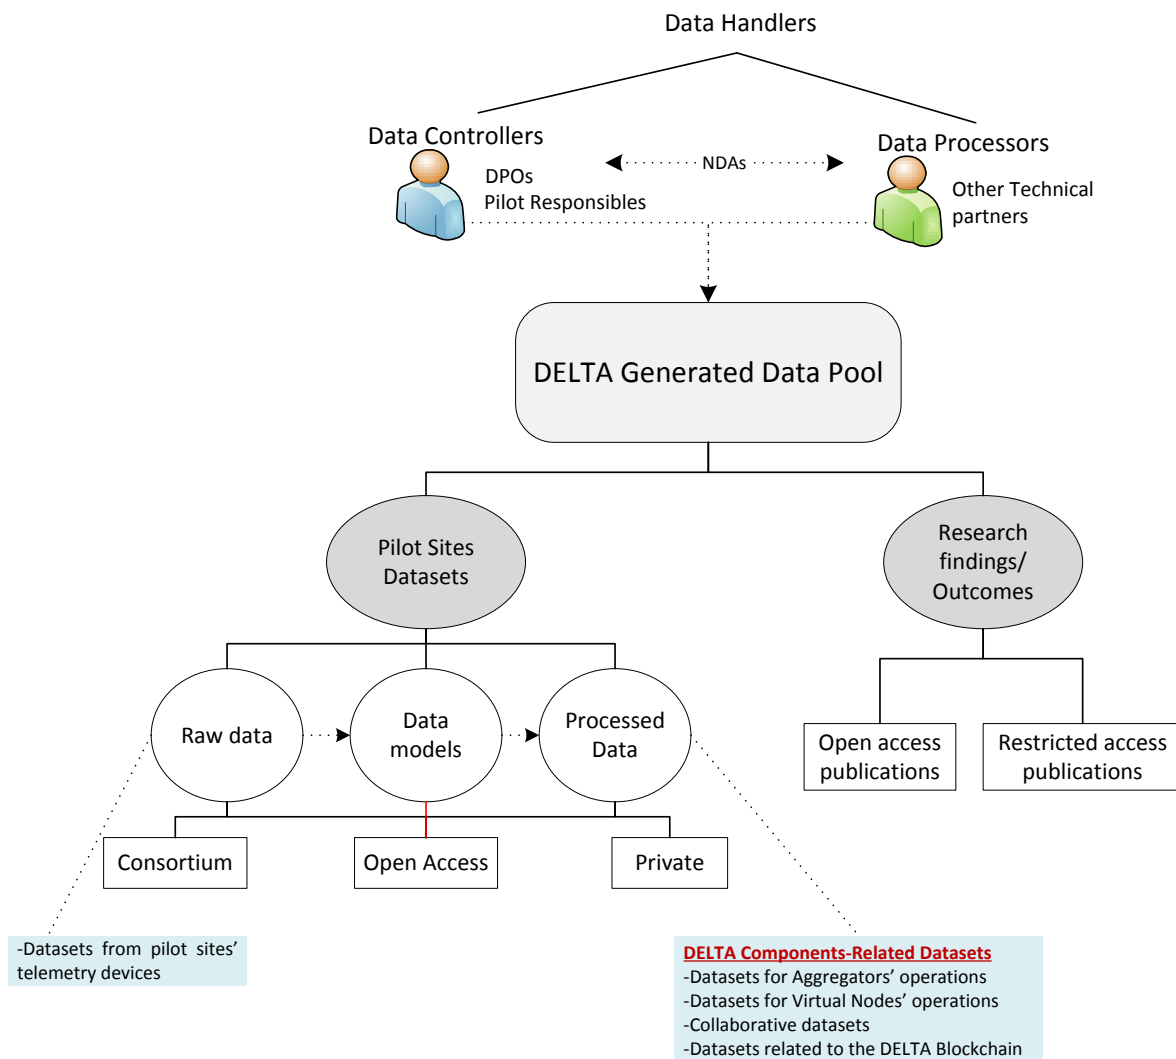 Data Handlers
Data Controllers
Data Processors
NDAs
DPOs
Pilot Responsibles
Other Technical
partners
DELTA Generated Data Pool
Pilot Sites
Datasets
Research
findings/
Outcomes
Raw data
Data
models
Processed
Data
Open access
publications
Restricted access
publications
Consortium
Open Access
Private
-Datasets from pilot sites’
telemetry devices
DELTA Components-Related Datasets
-Datasets for Aggregators’ operations
-Datasets for Virtual Nodes’ operations
-Collaborative datasets
-Datasets related to the DELTA Blockchain